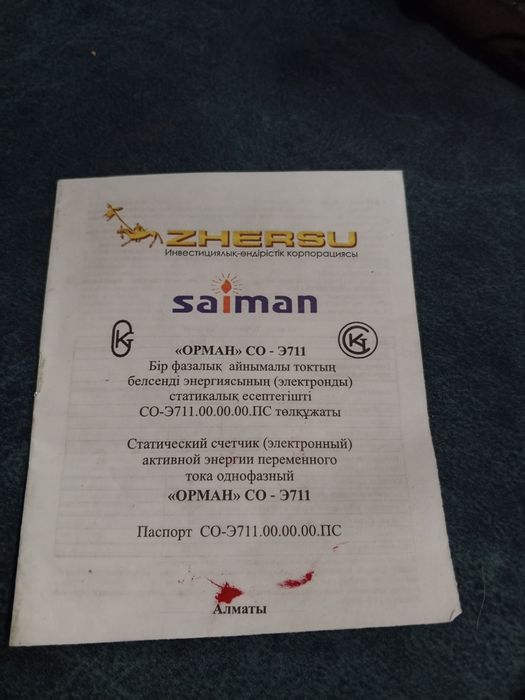 ZHERSU
Инвестициялық-өндірістік корпорациясы
saiman
«ОРМАН» СО - Э711
Бір фазалық айнымалы токтың
белсенді энергиясының (электронды)
статикалық есептегішті
СО-Э711.00.00.00.ПС төлқұжаты
Статический счетчик (электронный)
активной энергии переменного
тока однофазный
«ОРМАН» СО - Э711
Паспорт СО-Э711.00.00.00.ПС
Алматы